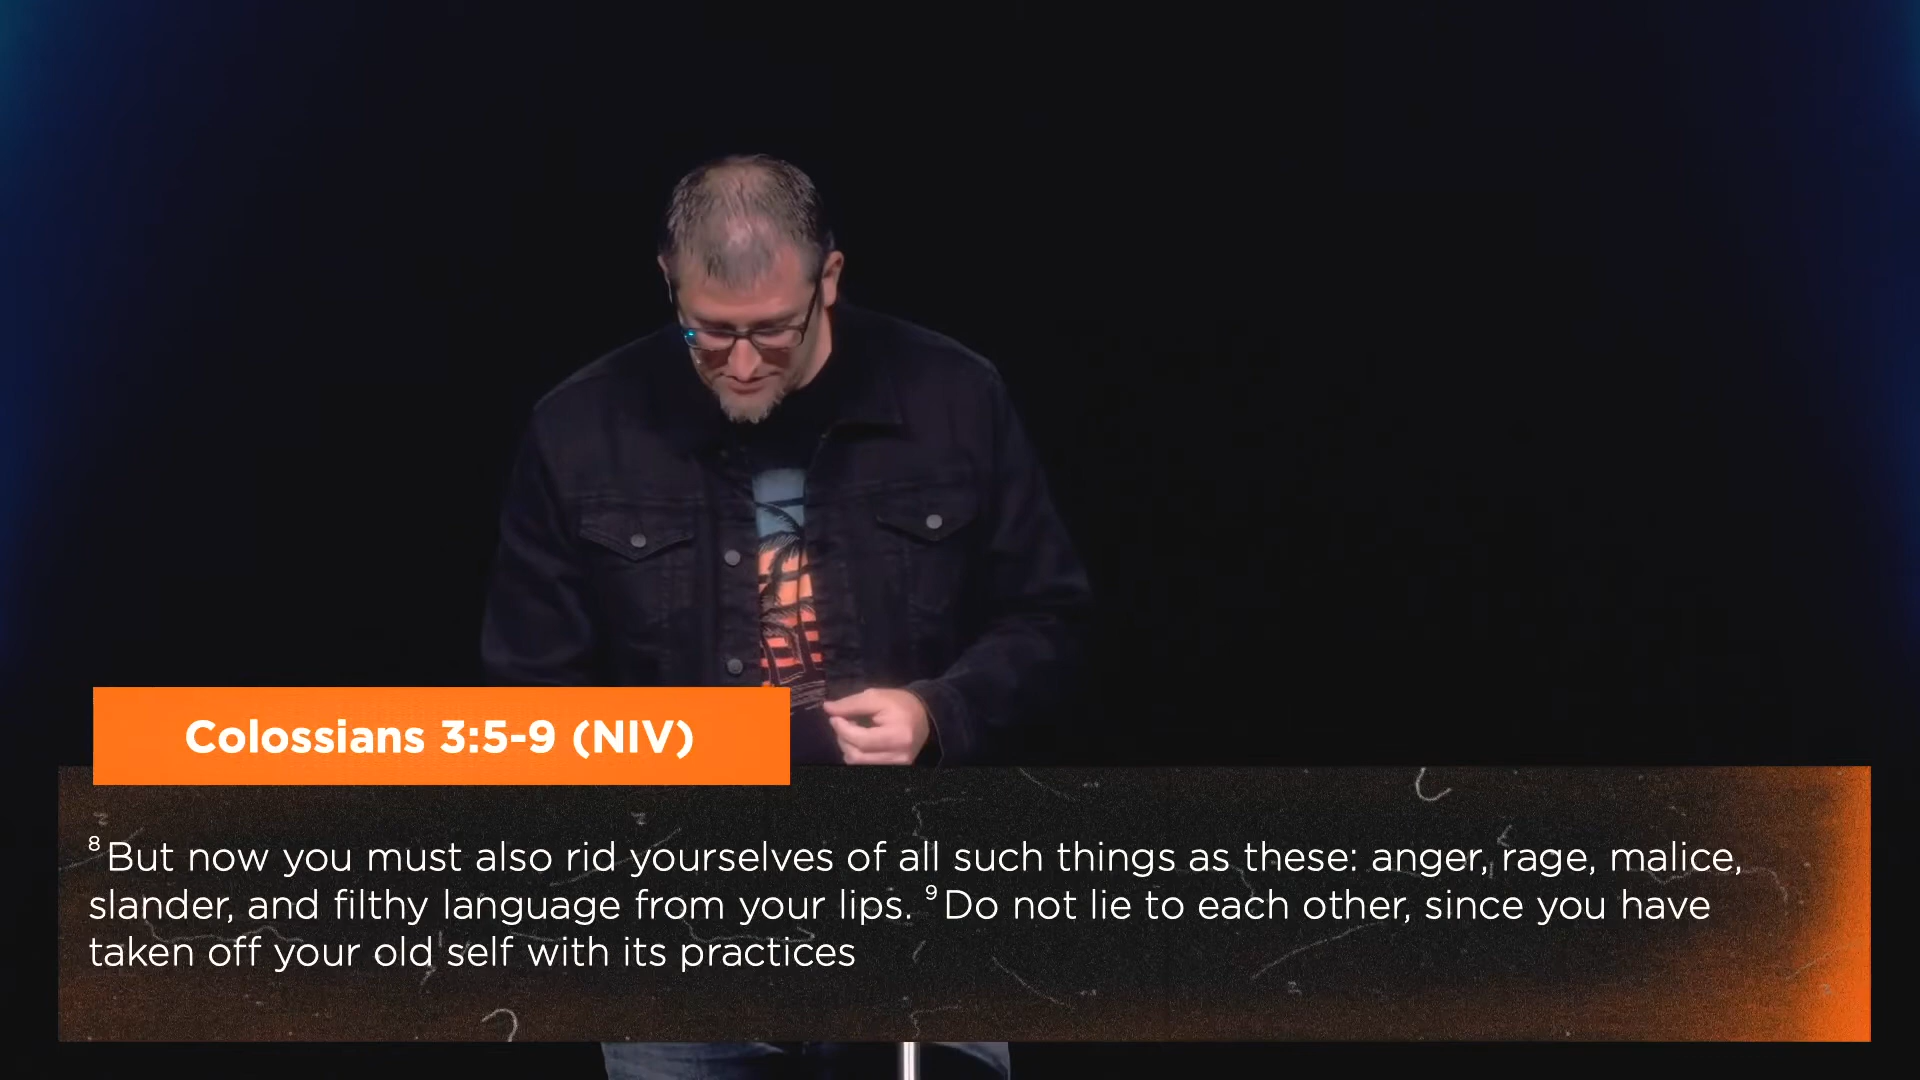 Colossians 3:5-9 (NIV)
⁸ But now you must also rid yourselves of all such things as these: anger, rage, malice,
slander, and filthy language from your lips. ⁹ Do not lie to each other, since you have
taken off your old self with its practices